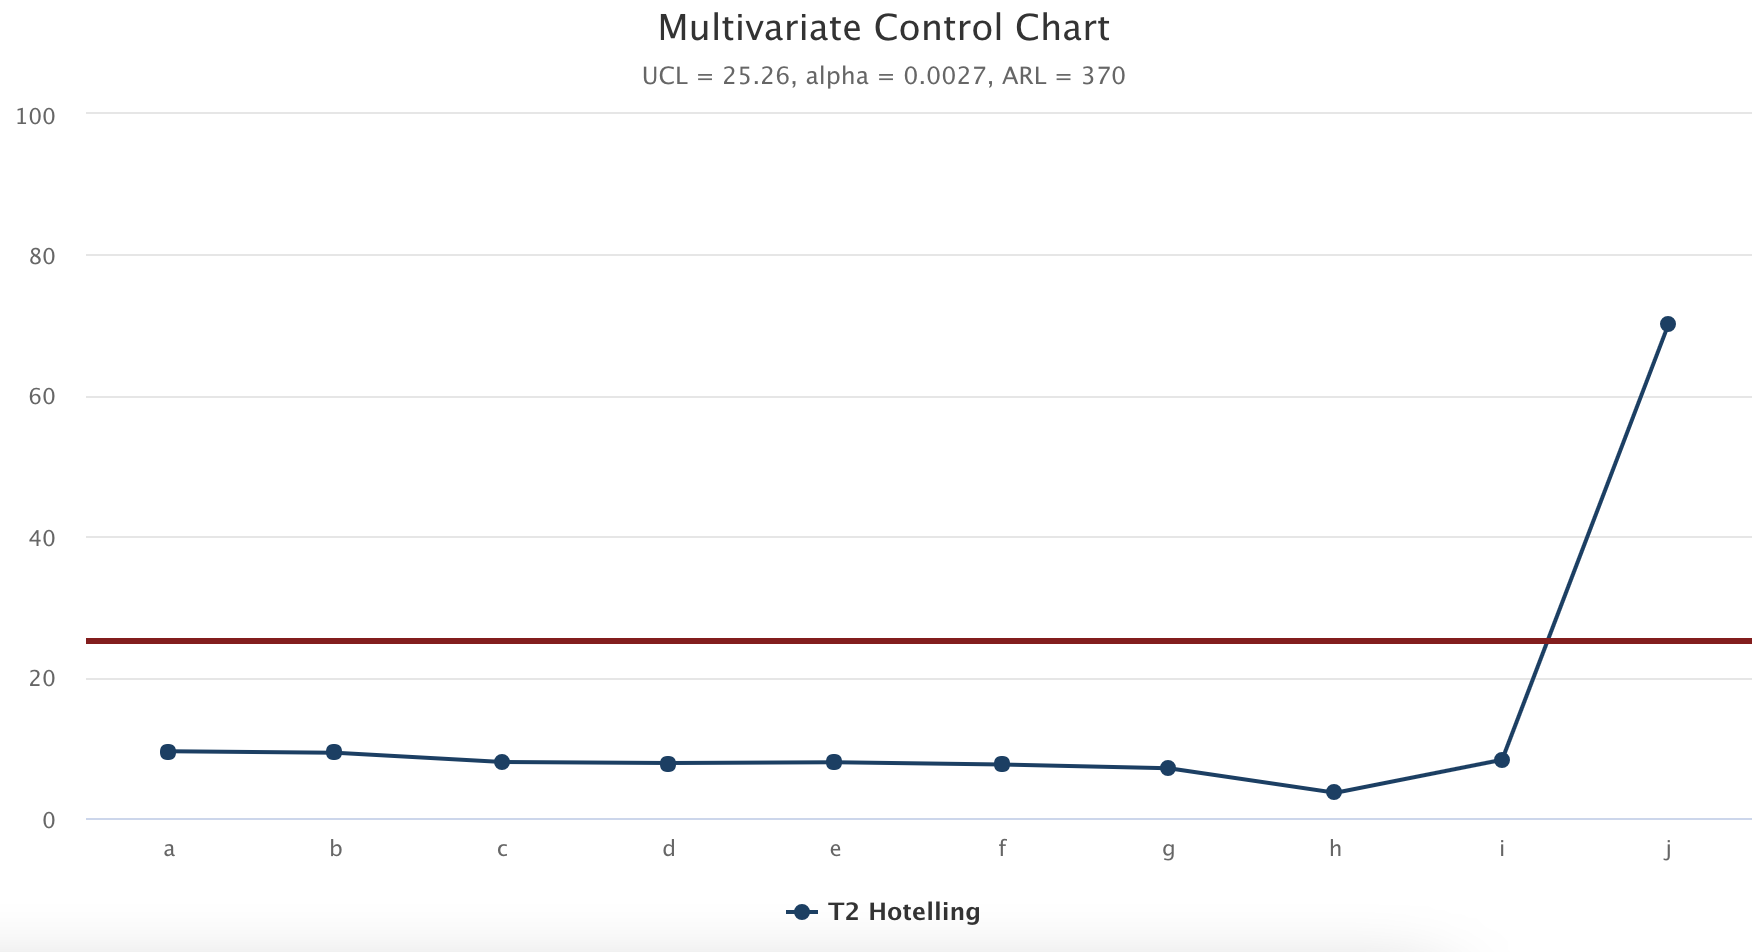 Multivariate Control Chart
UCL = 25.26, alpha = 0.0027, ARL = 370
100
80
60
40
20
0
a b c d e f g h i j
T2 Hotelling